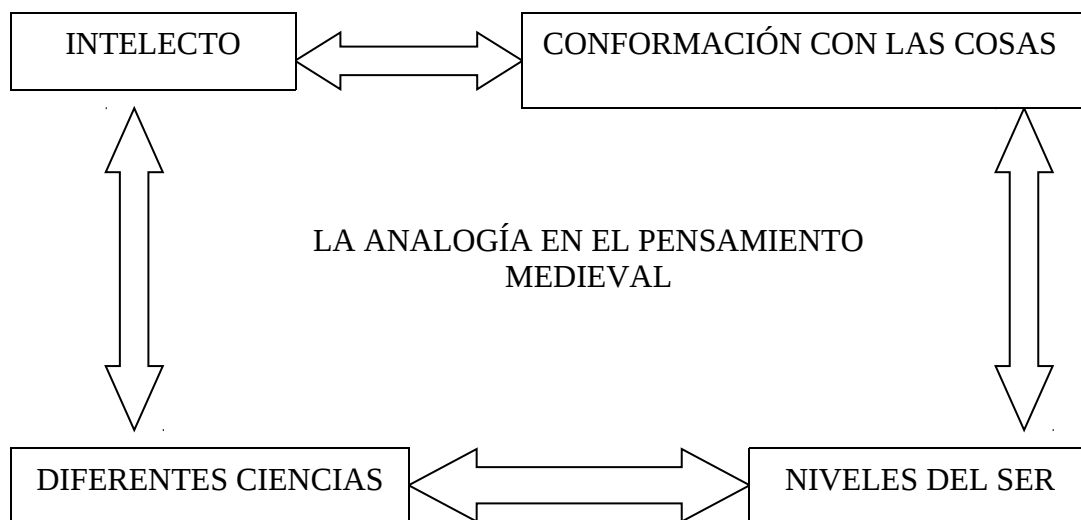 INTELECTO
CONFORMACIÓN CON LAS COSAS
LA ANALOGÍA EN EL PENSAMIENTO
MEDIEVAL
DIFERENTES CIENCIAS
NIVELES DEL SER